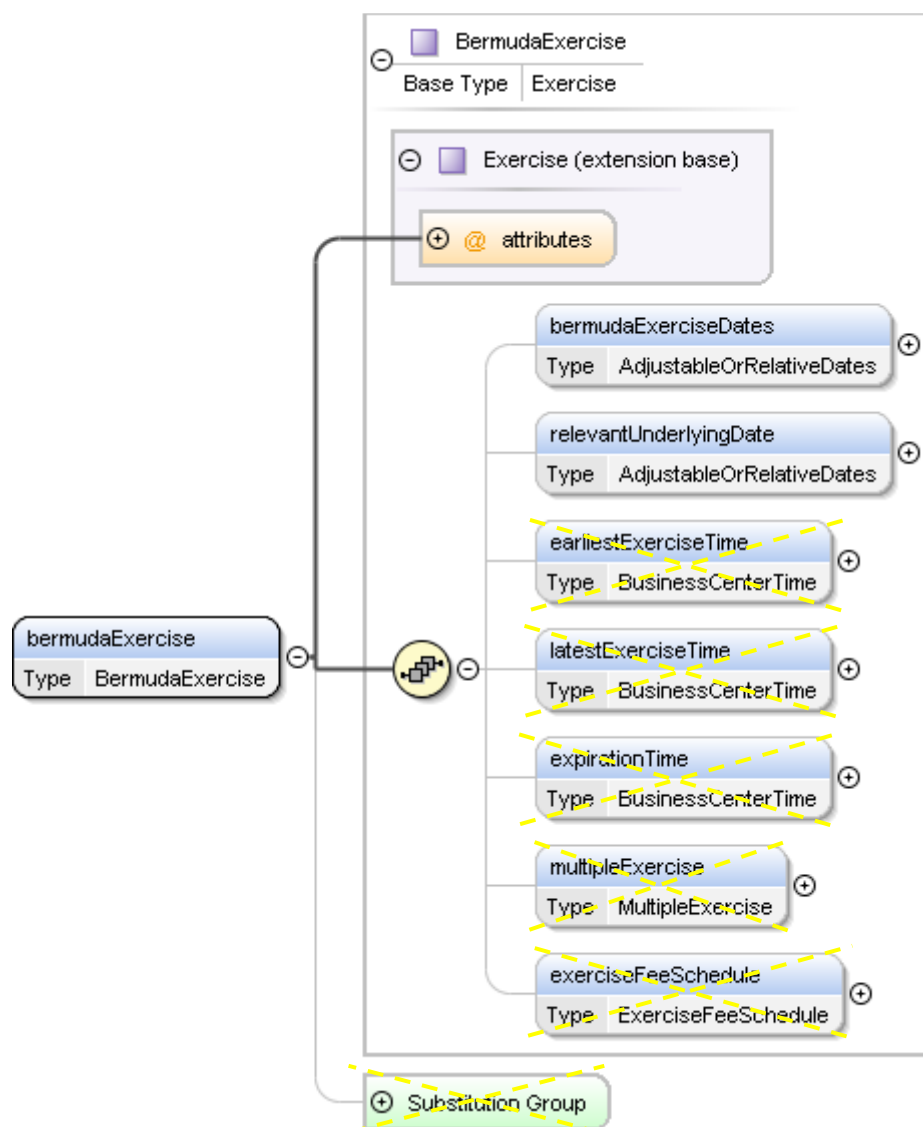 BermudaExercise
Base Type Exercise
Exercise (extension base)
@ attributes
bermudaExerciseDates
Type AdjustableOrRelativeDates
relevantUnderlyingDate
Type AdjustableOrRelativeDates
earliestExerciseTime
Type BusinessCenterTime
bermudaExercise
Type BermudaExercise
latestExerciseTime
Type BusinessCenterTime
expirationTime
Type BusinessCenterTime
multipleExercise
Type MultipleExercise
exerciseFeeSchedule
Type ExerciseFeeSchedule
Substitution Group